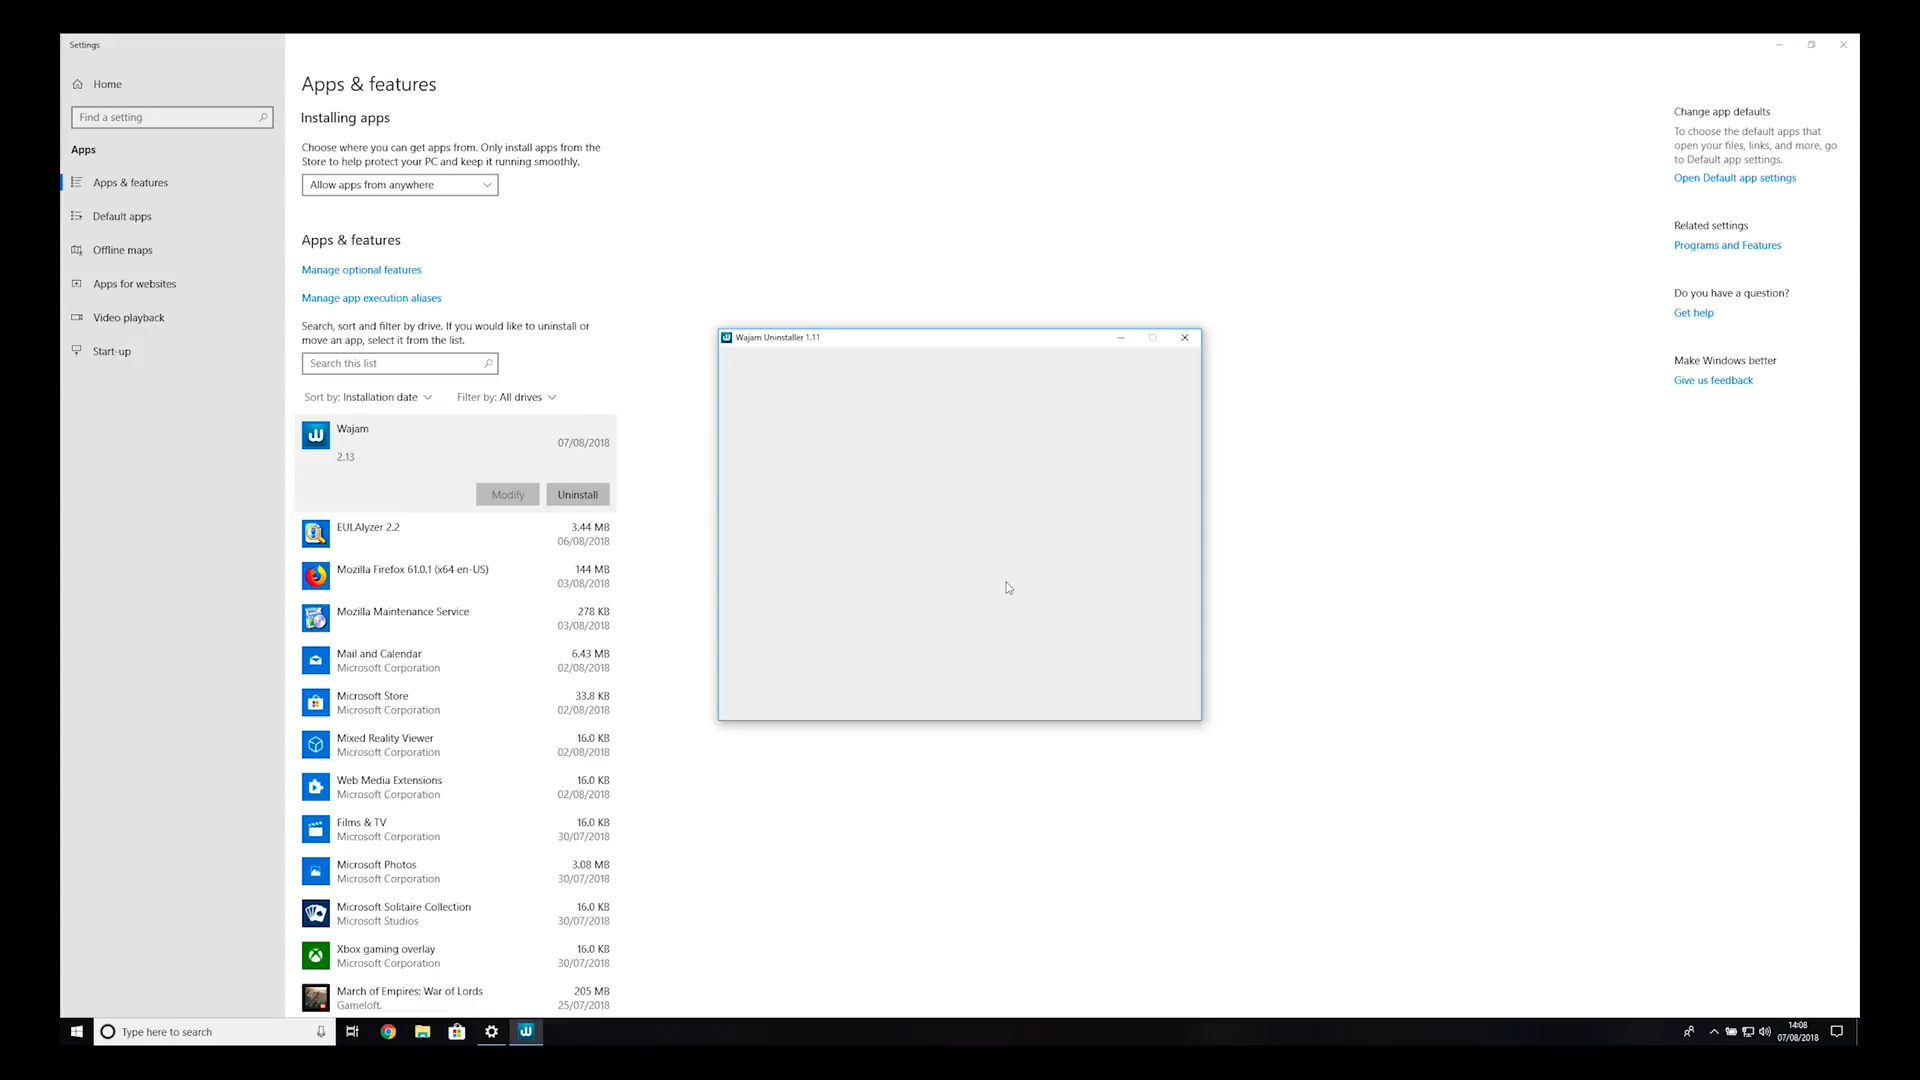 Settings
Home
Find a setting
Apps
Apps & features
Default apps
Offline maps
Apps for websites
Video playback
Start-up
Apps & features
Installing apps
Choose where you can get apps from. Only install apps from the
Store to help protect your PC and keep it running smoothly.
Allow apps from anywhere
Apps & features
Manage optional features
Manage app execution aliases
Search, sort and filter by drive. If you would like to uninstall or
move an app, select it from the list.
Search this list
Sort by: Installation date Filter by: All drives
Wajam
07/08/2018
2.13
Modify Uninstall
EULAlyzer 2.2 3.44 MB
06/08/2018
Mozilla Firefox 61.0.1 (x64 en-US) 144 MB
03/08/2018
Mozilla Maintenance Service 278 KB
03/08/2018
Mail and Calendar 6.43 MB
Microsoft Corporation 02/08/2018
Microsoft Store 33.8 KB
Microsoft Corporation 02/08/2018
Mixed Reality Viewer 16.0 KB
Microsoft Corporation 02/08/2018
Web Media Extensions 16.0 KB
Microsoft Corporation 02/08/2018
Films & TV 16.0 KB
Microsoft Corporation 30/07/2018
Microsoft Photos 3.08 MB
Microsoft Corporation 30/07/2018
Microsoft Solitaire Collection 16.0 KB
Microsoft Studios 30/07/2018
Xbox gaming overlay 16.0 KB
Microsoft Corporation 30/07/2018
March of Empires: War of Lords 205 MB
Gameloft. 25/07/2018
Wajam Uninstaller 1.11
Change app defaults
To choose the default apps that
open your files, links, and more, go
to Default app settings.
Open Default app settings
Related settings
Programs and Features
Do you have a question?
Get help
Make Windows better
Give us feedback
Type here to search
14:08
07/08/2018